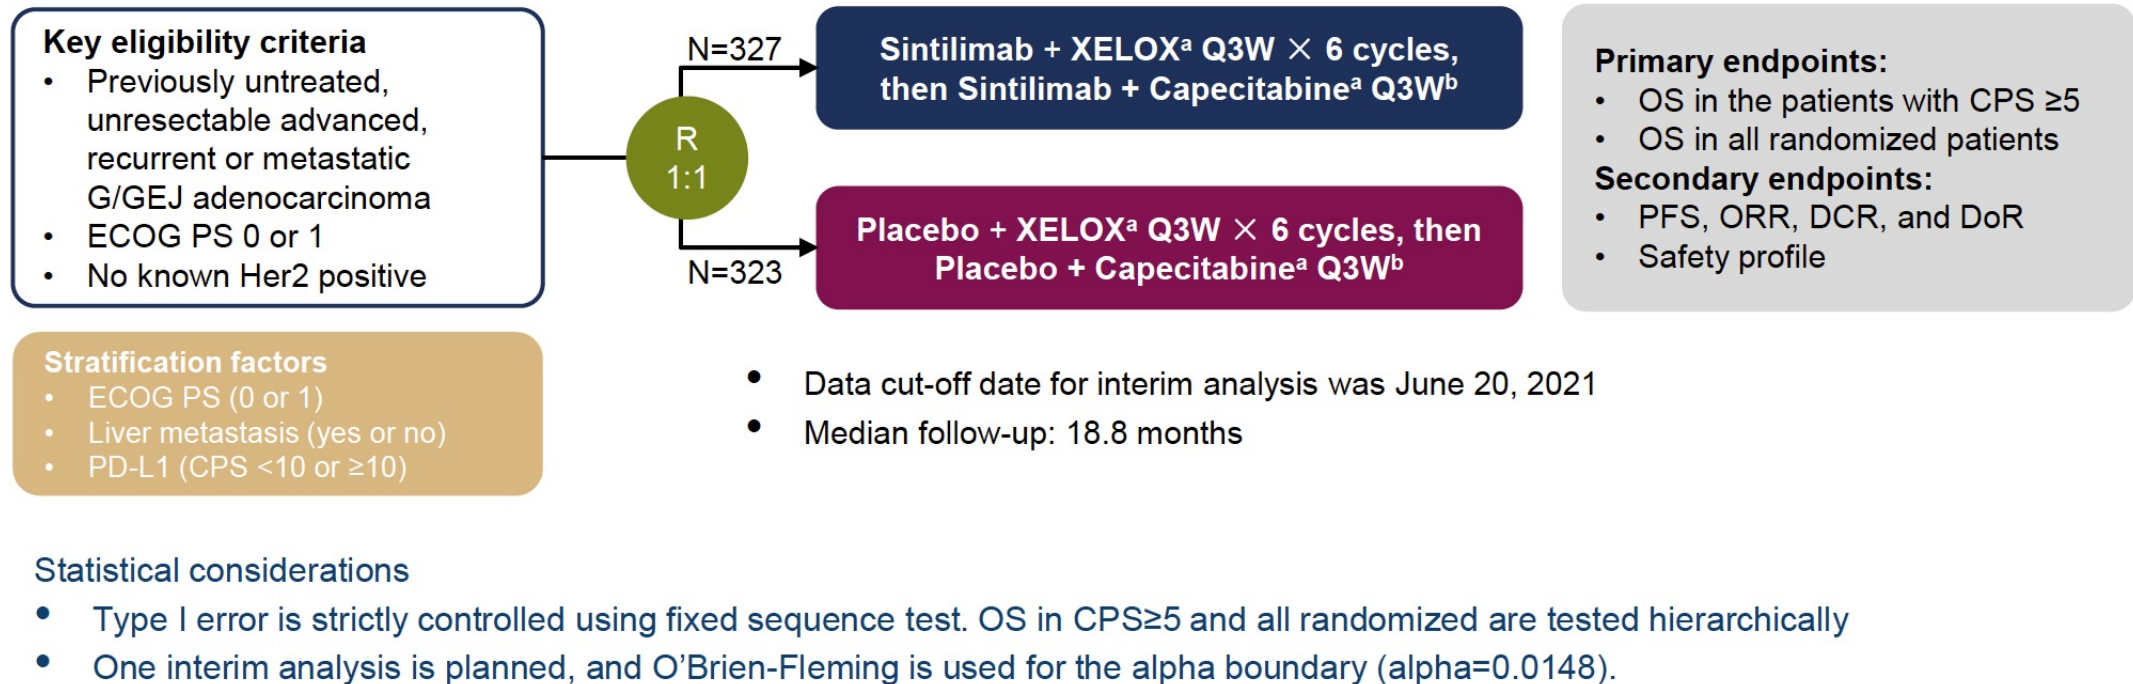 Key eligibility criteria
• Previously untreated,
unresectable advanced,
recurrent or metastatic
G/GEJ adenocarcinoma
• ECOG PS 0 or 1
• No known Her2 positive
Stratification factors
• ECOG PS (0 or 1)
• Liver metastasis (yes or no)
• PD-L1 (CPS <10 or ≥10)
R
1:1
N=327
Sintilimab + XELOXᵃ Q3W × 6 cycles,
then Sintilimab + Capecitabineᵃ Q3Wᵇ
N=323
Placebo + XELOXᵃ Q3W × 6 cycles, then
Placebo + Capecitabineᵃ Q3Wᵇ
Primary endpoints:
• OS in the patients with CPS ≥5
• OS in all randomized patients
Secondary endpoints:
• PFS, ORR, DCR, and DoR
• Safety profile
• Data cut-off date for interim analysis was June 20, 2021
• Median follow-up: 18.8 months
Statistical considerations
• Type I error is strictly controlled using fixed sequence test. OS in CPS≥5 and all randomized are tested hierarchically
• One interim analysis is planned, and O’Brien-Fleming is used for the alpha boundary (alpha=0.0148).